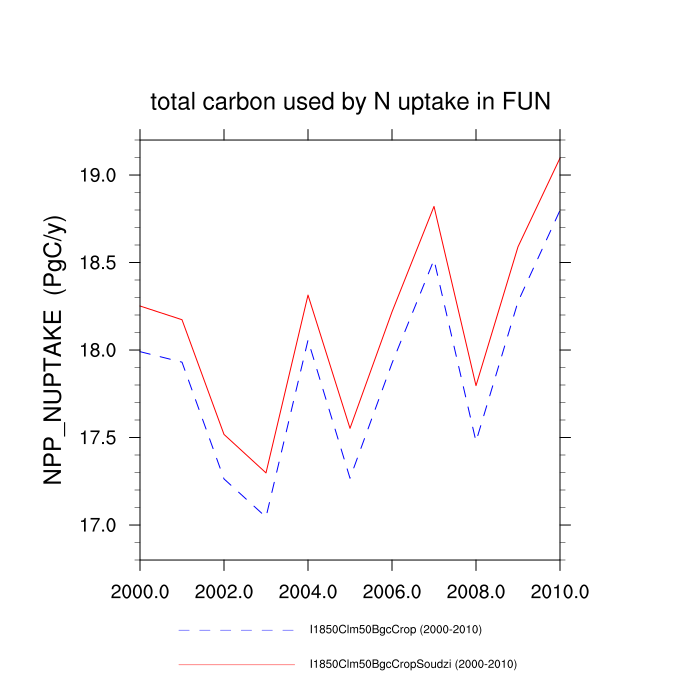 total carbon used by N uptake in FUN
NPP_NUPTAKE (PgC/y)
19.0
18.5
18.0
17.5
17.0
2000.0 2002.0 2004.0 2006.0 2008.0 2010.0
I1850Clm50BgcCrop (2000-2010)
I1850Clm50BgcCropSoudzi (2000-2010)